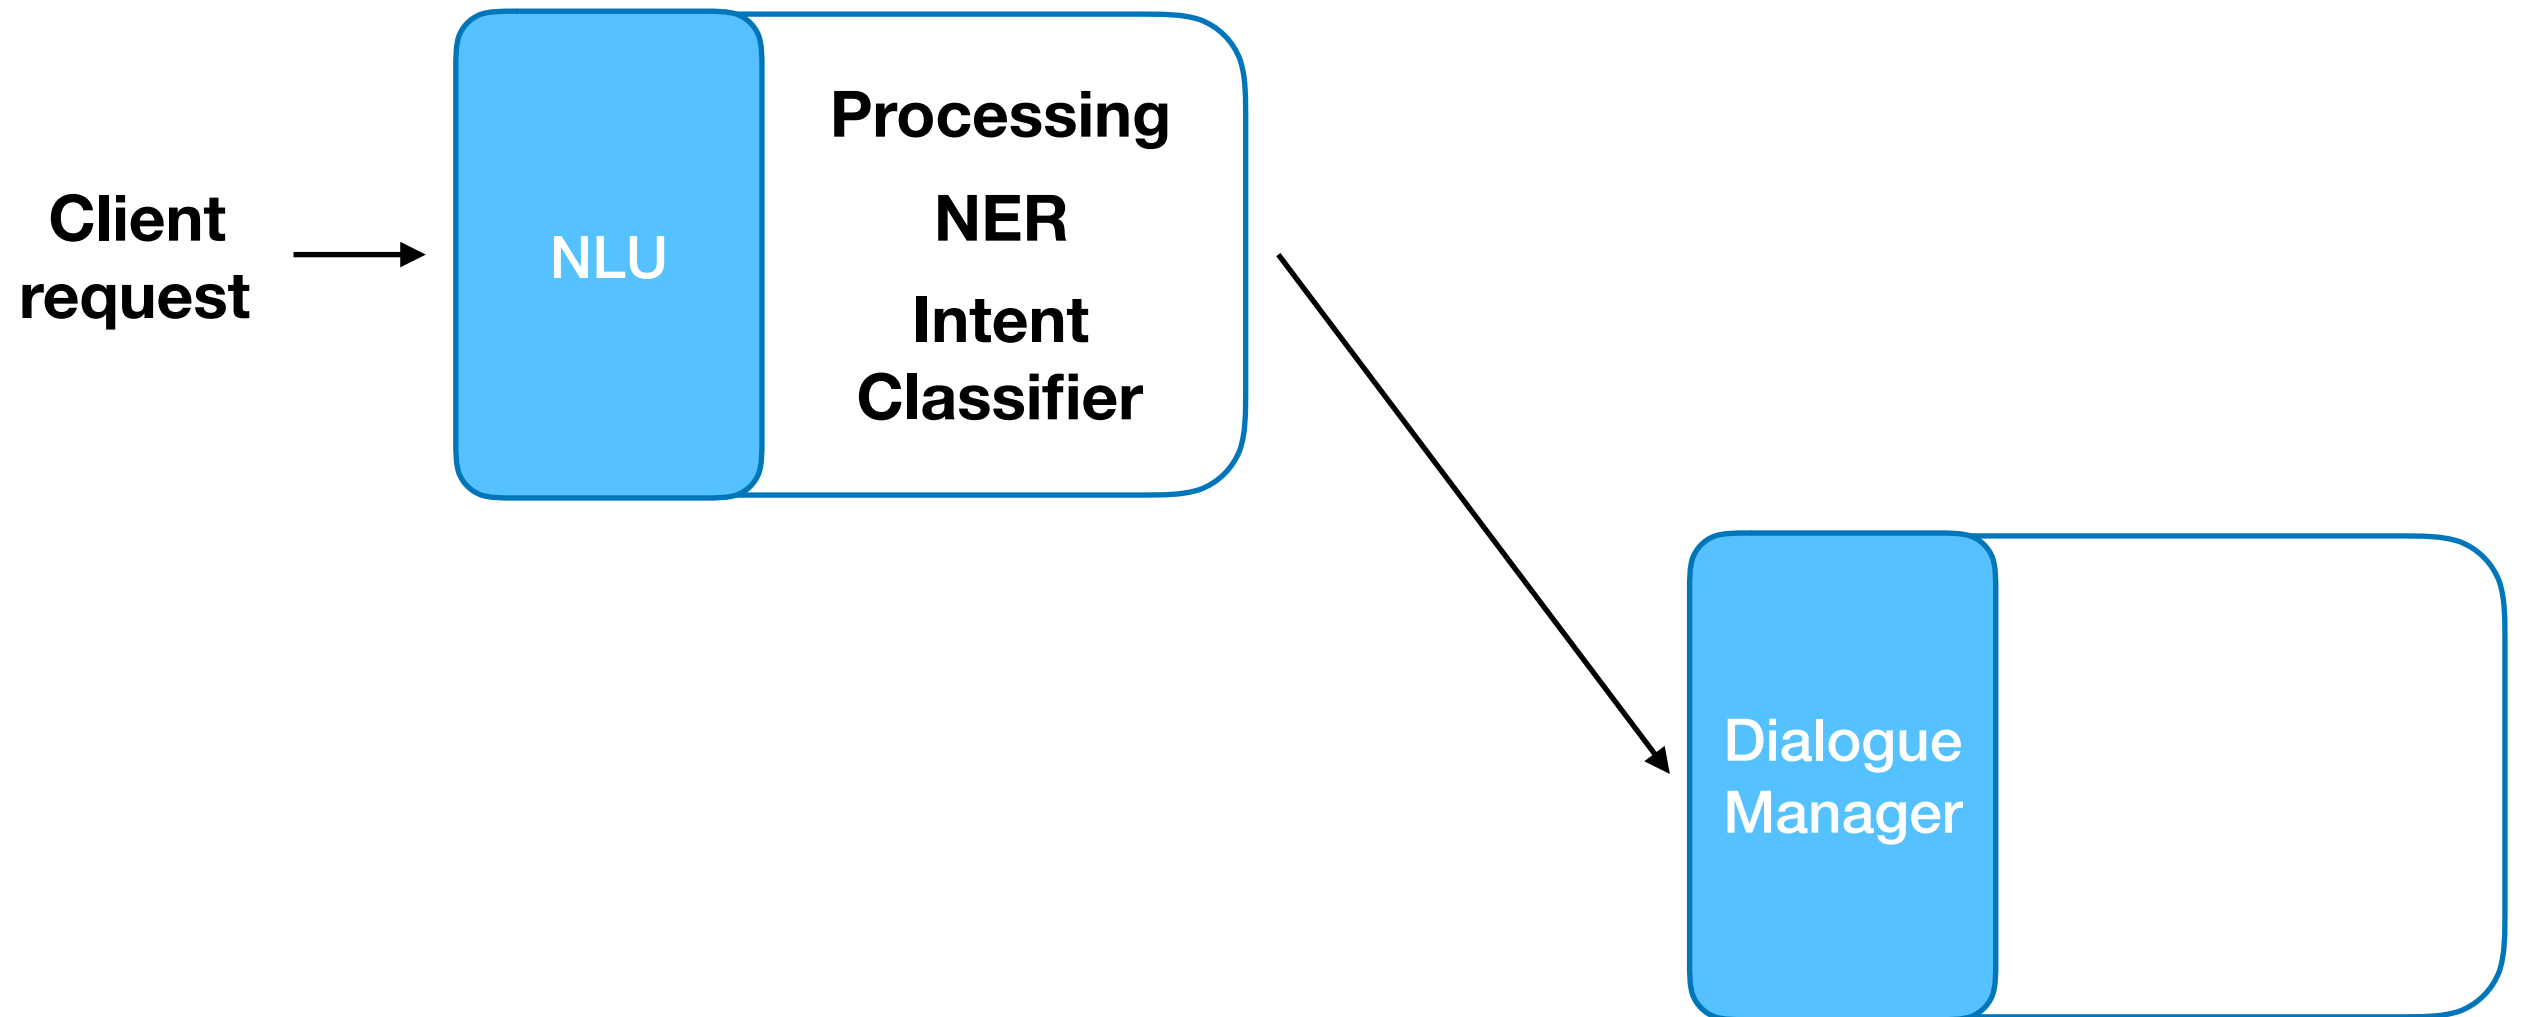 Client
request
NLU
Processing
NER
Intent
Classifier
Dialogue
Manager